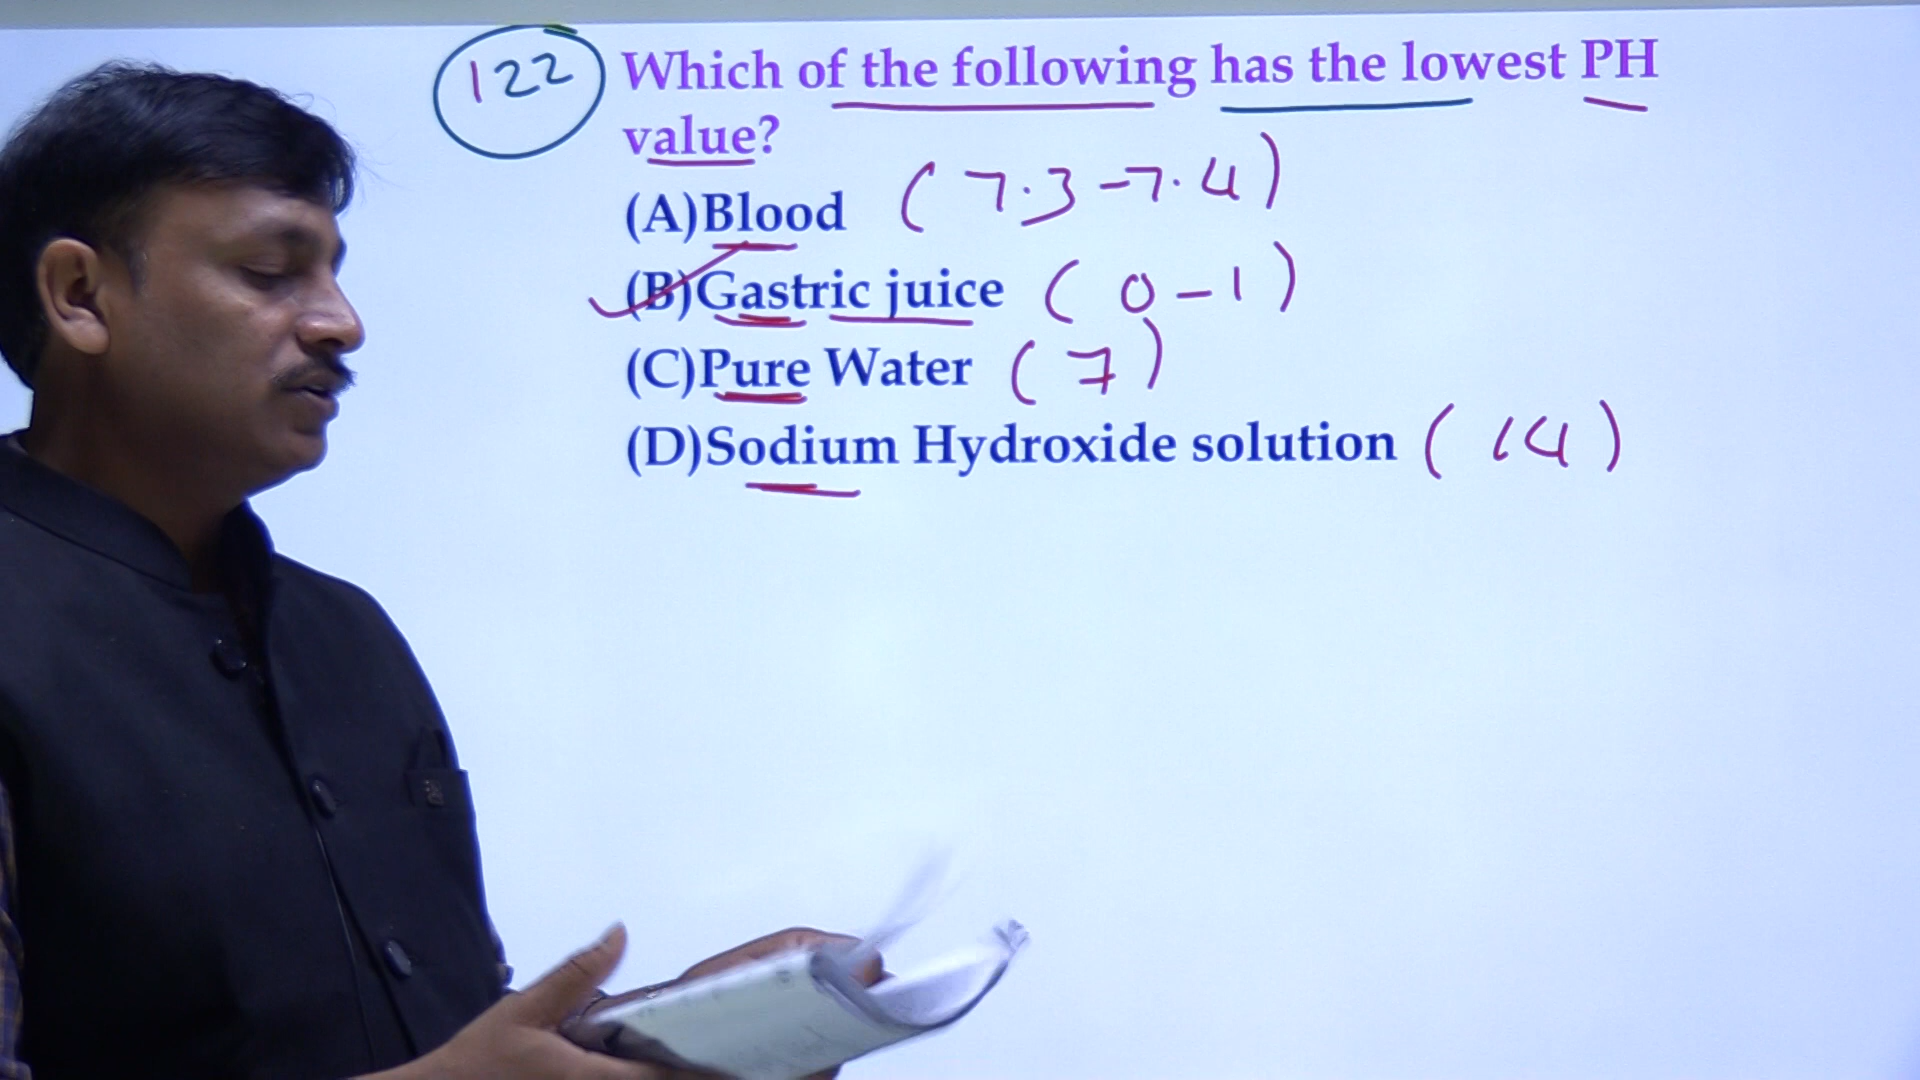 122 Which of the following has the lowest PH
value?
(A)Blood (7.3-7.4)
(B)Gastric juice (0-1)
(C)Pure Water (7)
(D)Sodium Hydroxide solution (14)